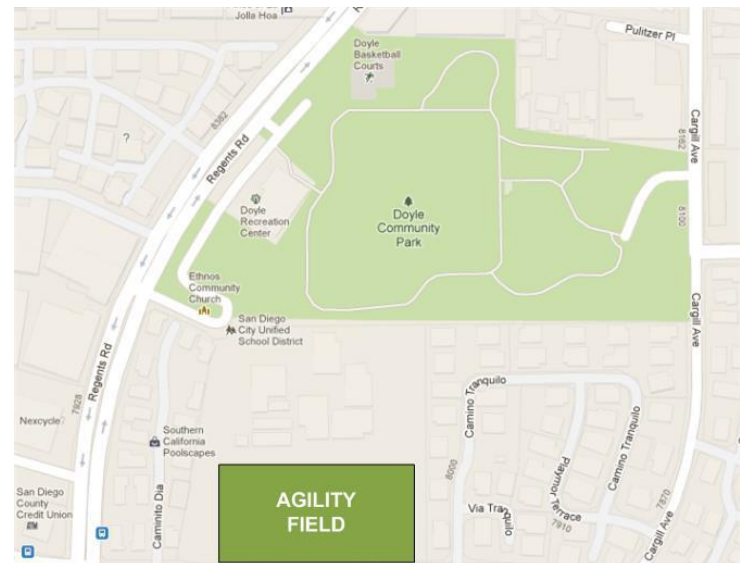 Jolla Hoa
Doyle
Basketball
Courts
Pulitzer Pl
Cargill Ave
8382
8162
Regents Rd
?
Doyle
Recreation
Center
Doyle
Community
Park
8100
Ethnos
Community
Church
San Diego
City Unified
School District
Cargill Ave
Regents Rd
7928
Nexcycle
Southern
California
Poolscapes
Camino Tranquilo
Camino Tranquilo
8000
Playmor Terrace
7910
7870
Via Tranquilo
Cargill Ave
Caminito Dia
San Diego
County
Credit Union
AGILITY
FIELD